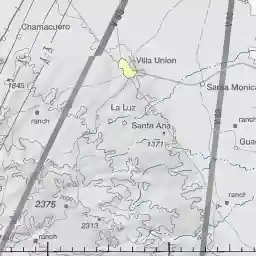 Chamacuero
Villa Union
1845
Santa Monica
La Luz
ranch
Santa Ana
ranch
1371
Gua
ranch
2375
ranch
2313
ranch